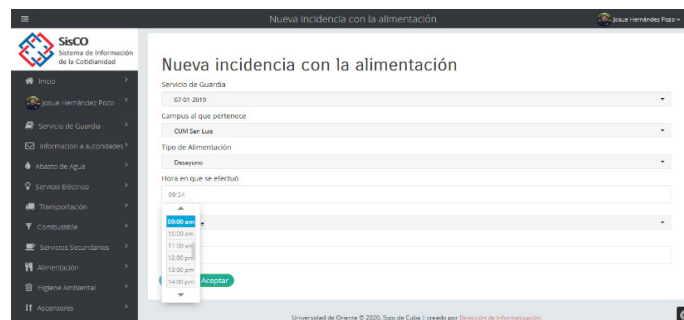 Nueva incidencia con la alimentación
Josue Hernández Pozo
SisCO
Sistema de Información
de la Cotidianidad
Inicio
Josue Hernández Pozo
Servicio de Guardia
Información a autoridades
Abasto de Agua
Servicio Eléctrico
Transportación
Combustible
Servicios Secundarios
Alimentación
Higiene Ambiental
Ascensores
Nueva incidencia con la alimentación
Servicio de Guardia
07-01-2019
Campus al que pertenece
CUM San Luis
Tipo de Alimentación
Desayuno
Hora en que se efectuó
09:24
09:00 am
10:00 am
11:00 am
12:00 pm
13:00 pm
14:00 pm
Aceptar
Universidad de Oriente © 2020, Stgo de Cuba | creado por Dirección de Informatización